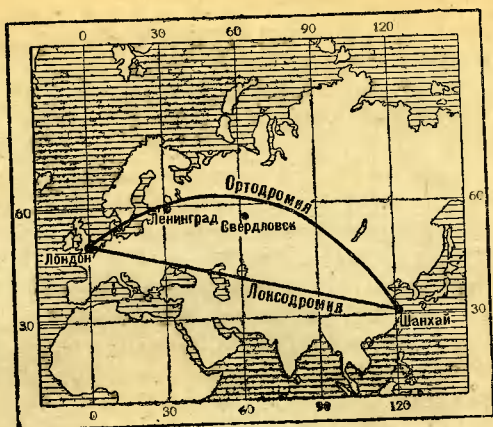 0 30 60 90 120
60
Ортодромия
Ленинград
Свердловск
Лондон
Локсодромия
30
30
Шанхай
0 30 60 90 120
60